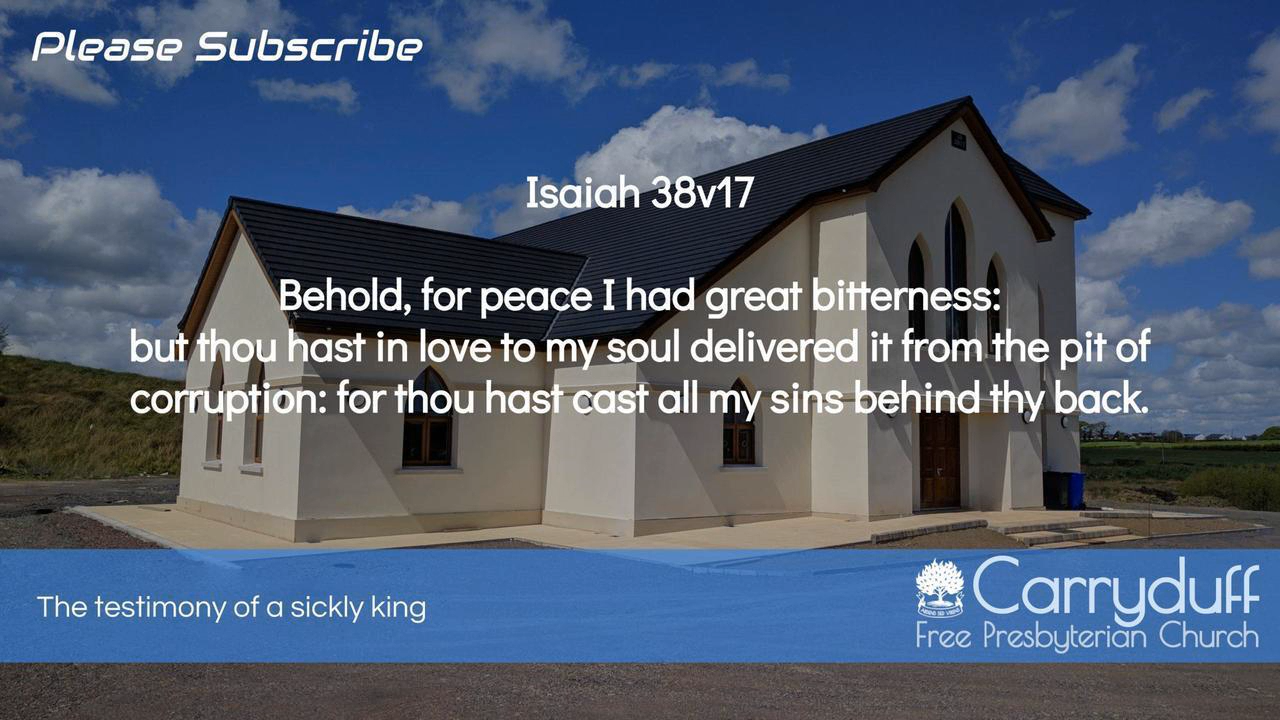 Please Subscribe
Isaiah 38v17
Behold, for peace I had great bitterness:
but thou hast in love to my soul delivered it from the pit of
corruption: for thou hast cast all my sins behind thy back.
The testimony of a sickly king
Carryduff
Free Presbyterian Church